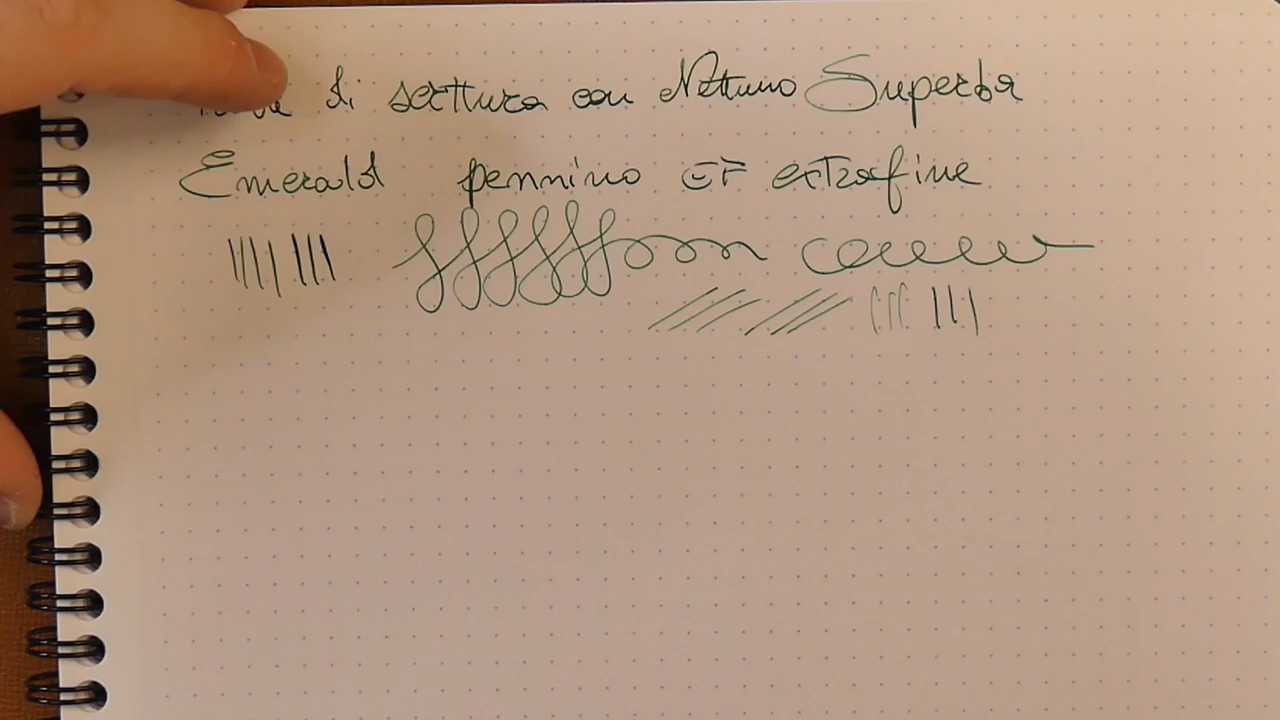 di scrittura con Nettuno Superba
Emerald pennino EF extrafine